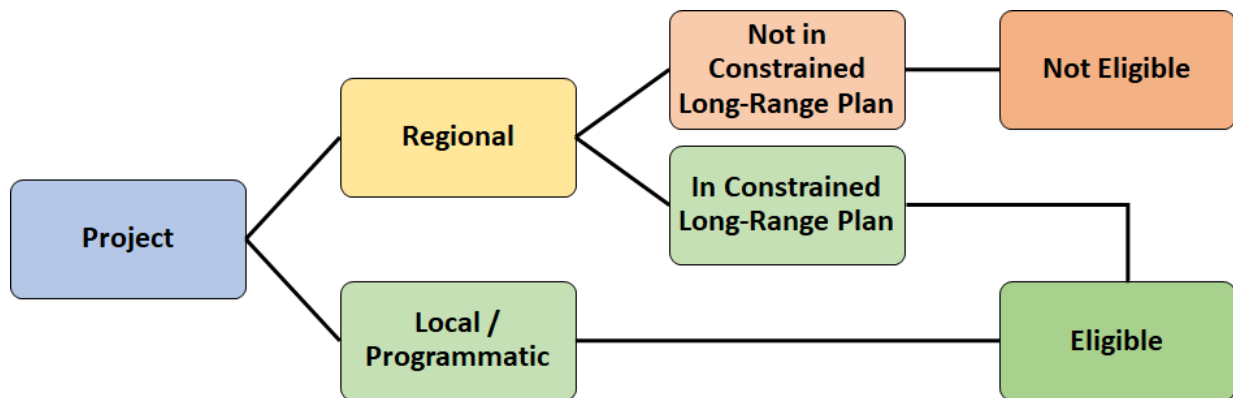 Not in
Constrained
Long-Range Plan
Not Eligible
Regional
In Constrained
Long-Range Plan
Project
Local /
Programmatic
Eligible